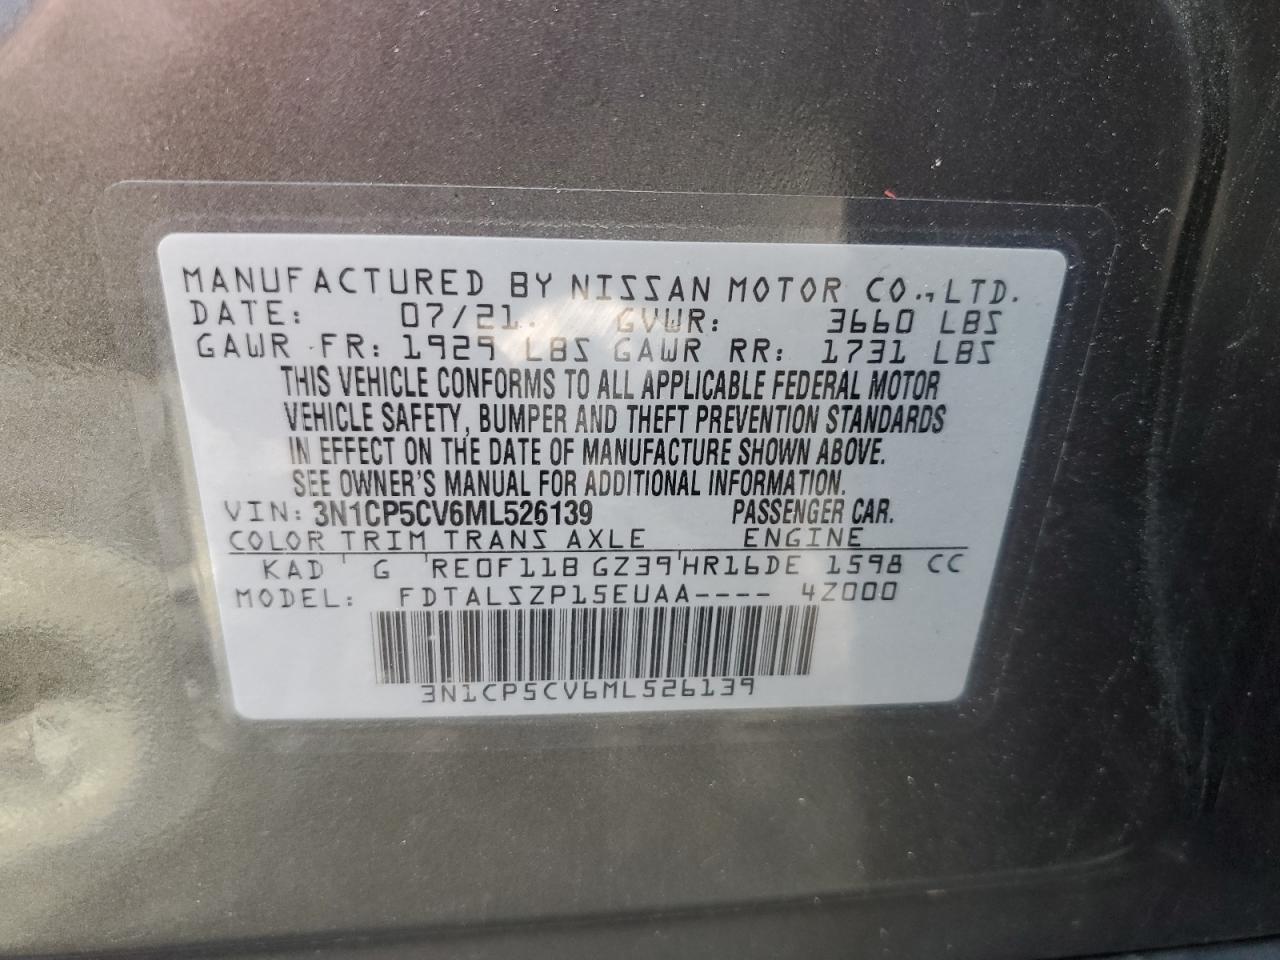 MANUFACTURED BY NISSAN MOTOR CO., LTD.
DATE: 07/21. GVWR: 3660 LBS
GAWR FR: 1929 LBS GAWR RR: 1731 LBS
THIS VEHICLE CONFORMS TO ALL APPLICABLE FEDERAL MOTOR
VEHICLE SAFETY, BUMPER AND THEFT PREVENTION STANDARDS
IN EFFECT ON THE DATE OF MANUFACTURE SHOWN ABOVE.
SEE OWNER'S MANUAL FOR ADDITIONAL INFORMATION.
VIN: 3N1CP5CV6ML526139 PASSENGER CAR.
COLOR TRIM TRANS AXLE ENGINE
KAD ' G RE0F11B GZ39'HR16DE 1598 CC
MODEL: FDTALSZP15EUAA---- 4Z000
3N1CP5CV6ML526139